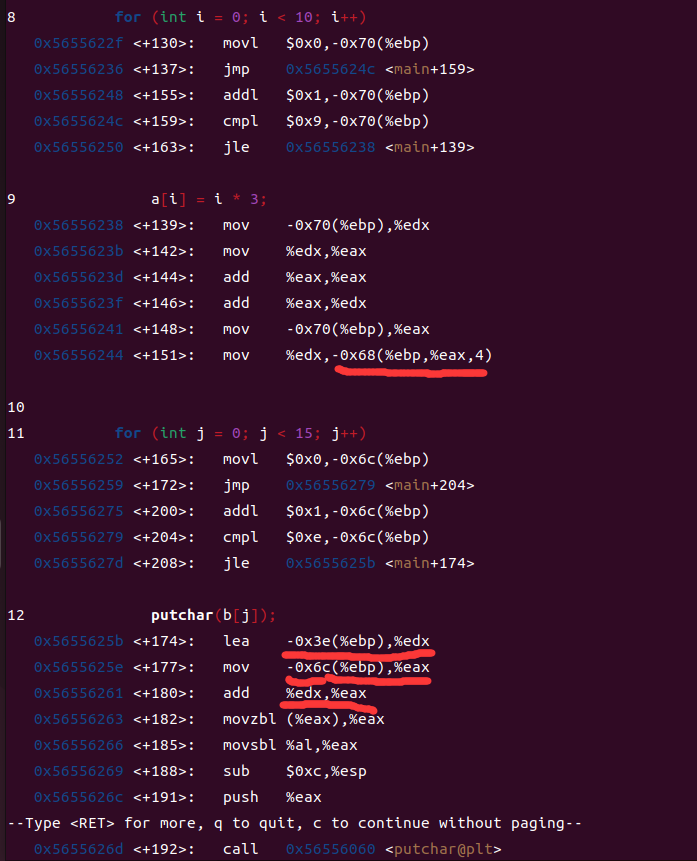 8 for (int i = 0; i < 10; i++)
0x5655622f <+130>: movl $0x0,-0x70(%ebp)
0x56556236 <+137>: jmp 0x5655624c <main+159>
0x56556248 <+155>: addl $0x1,-0x70(%ebp)
0x5655624c <+159>: cmpl $0x9,-0x70(%ebp)
0x56556250 <+163>: jle 0x56556238 <main+139>
9 a[i] = i * 3;
0x56556238 <+139>: mov -0x70(%ebp),%edx
0x5655623b <+142>: mov %edx,%eax
0x5655623d <+144>: add %eax,%eax
0x5655623f <+146>: add %eax,%edx
0x56556241 <+148>: mov -0x70(%ebp),%eax
0x56556244 <+151>: mov %edx,-0x68(%ebp,%eax,4)
10
11 for (int j = 0; j < 15; j++)
0x56556252 <+165>: movl $0x0,-0x6c(%ebp)
0x56556259 <+172>: jmp 0x56556279 <main+204>
0x56556275 <+200>: addl $0x1,-0x6c(%ebp)
0x56556279 <+204>: cmpl $0xe,-0x6c(%ebp)
0x5655627d <+208>: jle 0x5655625b <main+174>
12 putchar(b[j]);
0x5655625b <+174>: lea -0x3e(%ebp),%edx
0x5655625e <+177>: mov -0x6c(%ebp),%eax
0x56556261 <+180>: add %edx,%eax
0x56556263 <+182>: movzbl (%eax),%eax
0x56556266 <+185>: movsbl %al,%eax
0x56556269 <+188>: sub $0xc,%esp
0x5655626c <+191>: push %eax
--Type <RET> for more, q to quit, c to continue without paging--
0x5655626d <+192>: call 0x56556060 <putchar@plt>